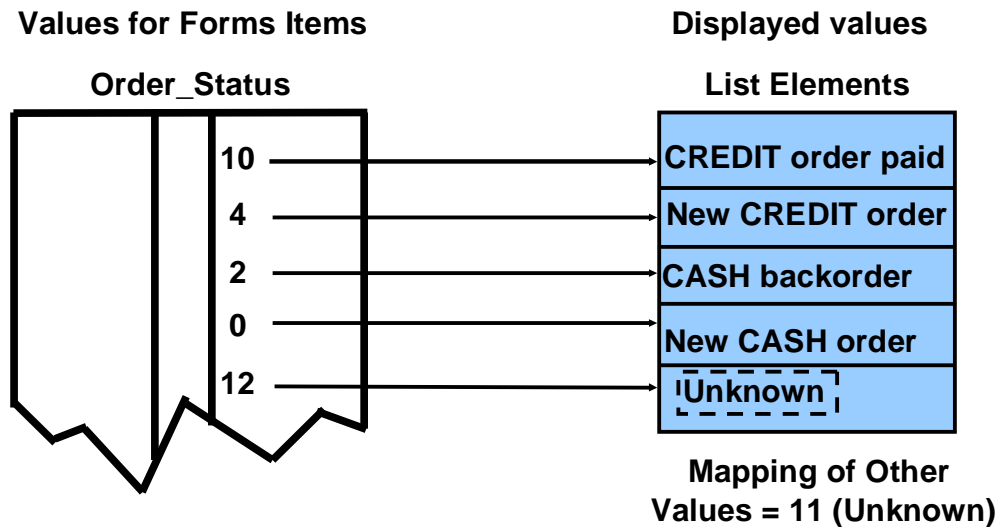 Values for Forms Items
Displayed values
Order_Status
List Elements
10
CREDIT order paid
4
New CREDIT order
2
CASH backorder
0
New CASH order
12
Unknown
Mapping of Other
Values = 11 (Unknown)